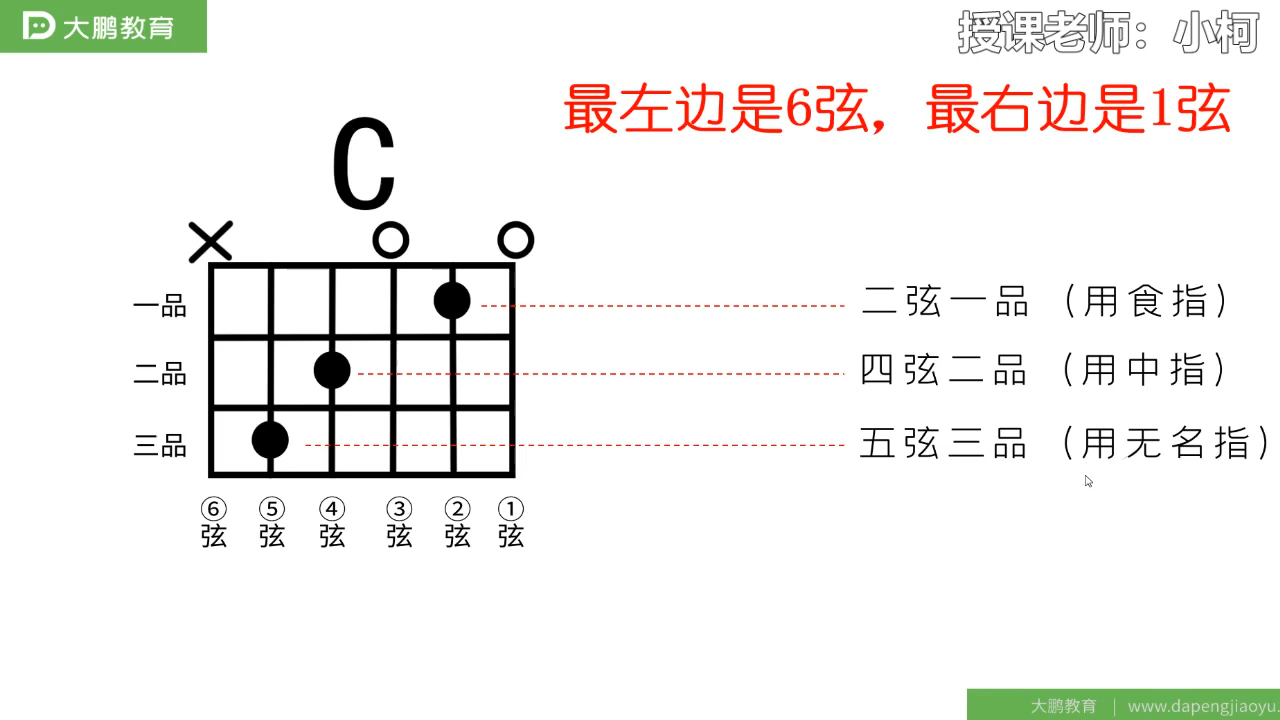 大鹏教育
授课老师：小柯
最左边是6弦，最右边是1弦
C
一品
二弦一品（用食指）
二品
四弦二品（用中指）
三品
五弦三品（用无名指）
⑥ ⑤ ④ ③ ② ①
弦 弦 弦 弦 弦 弦
大鹏教育 | www.dapengjiaoyu.